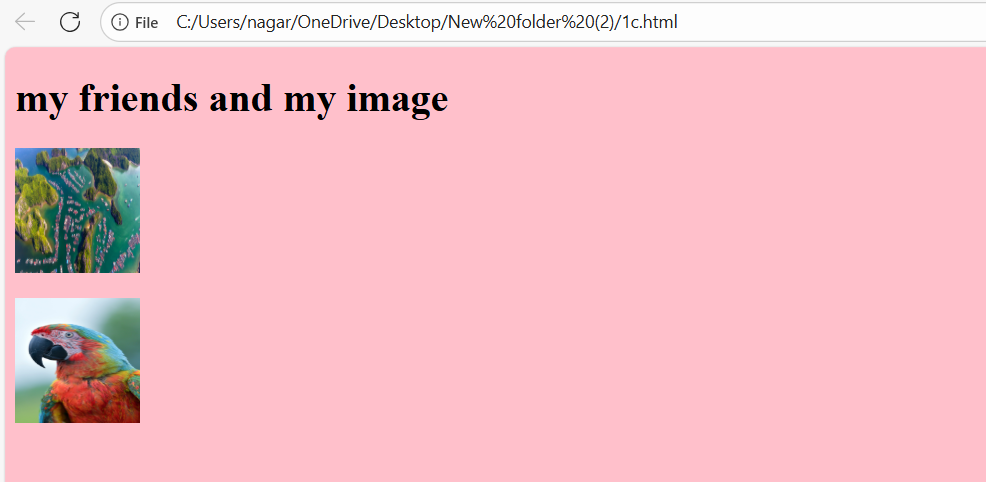 File C:/Users/nagar/OneDrive/Desktop/New%20folder%20(2)/1c.html
my friends and my image